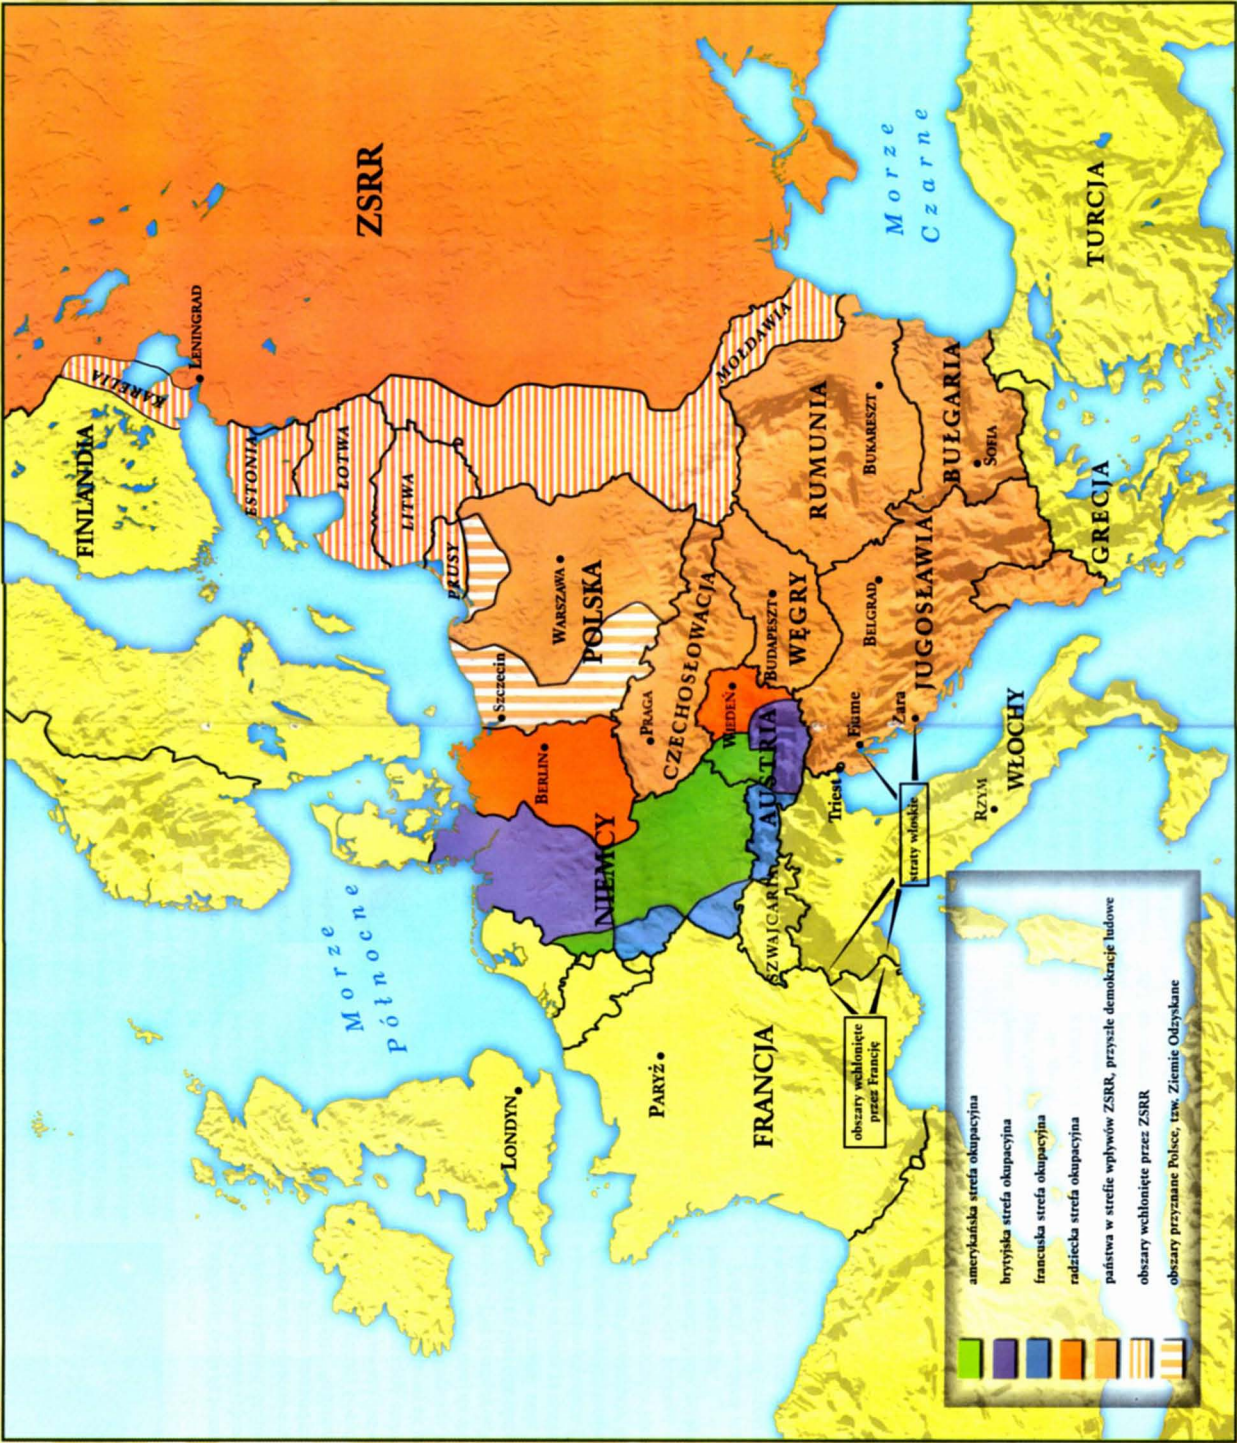 FINLANDIA
KARELIA
LENINGRAD
ZSRR
ESTONIA
ŁOTWA
LITWA
PRUSY
Morze
Północne
Szczecin
WARSZAWA
POLSKA
BERLIN
NIEMCY
LONDYN
PARYŻ
FRANCJA
PRAGA
CZECHOSŁOWACJA
WIEDEŃ
AUSTRIA
SZWAJCARIA
BUDAPESZT
WĘGRY
MOŁDAWIA
RUMUNIA
BUKARESZT
BELGRAD
JUGOSŁAWIA
BUŁGARIA
SOFIA
Morze
Czarne
TURCJA
GRECJA
Triest
Fiume
Zara
WŁOCHY
RZYM
straty włoskie
obszary wchłonięte
przez Francję
amerykańska strefa okupacyjna
brytyjska strefa okupacyjna
francuska strefa okupacyjna
radziecka strefa okupacyjna
państwa w strefie wpływów ZSRR, przyszłe demokracje ludowe
obszary wchłonięte przez ZSRR
obszary przyznane Polsce, tzw. Ziemie Odzyskane